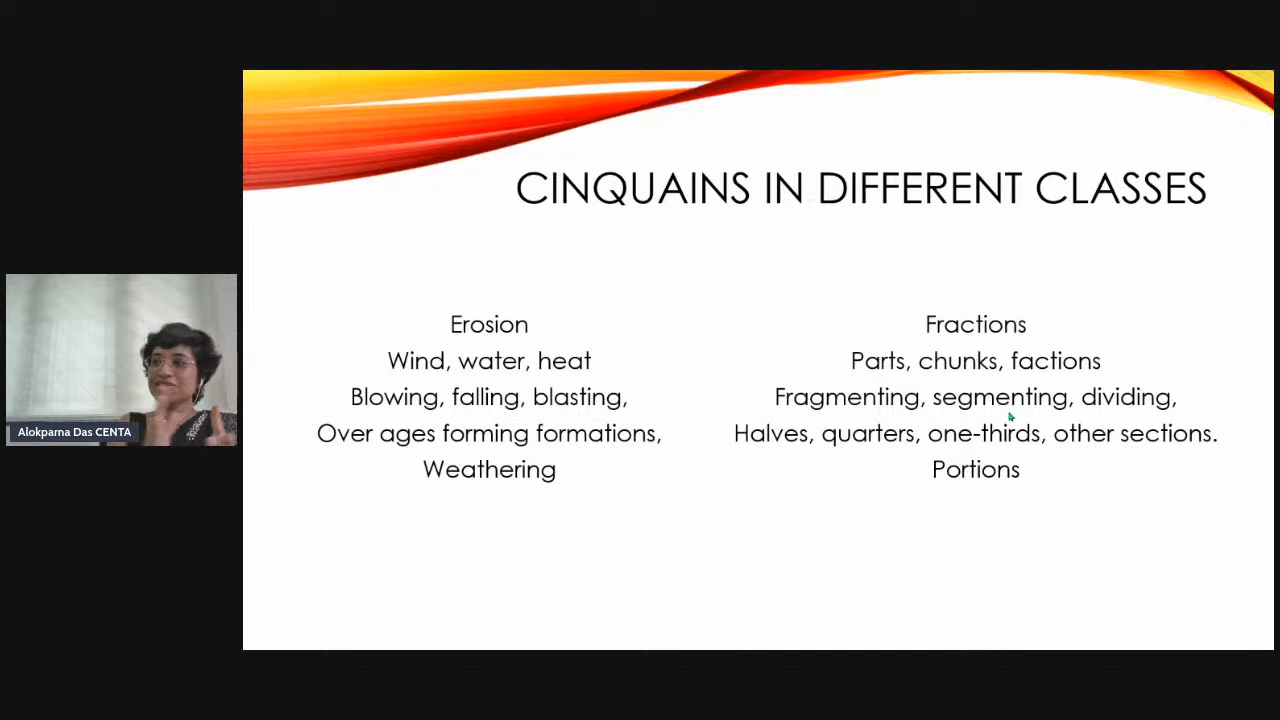 CINQUAINS IN DIFFERENT CLASSES
Erosion
Wind, water, heat
Blowing, falling, blasting,
Over ages forming formations,
Weathering
Fractions
Parts, chunks, factions
Fragmenting, segmenting, dividing,
Halves, quarters, one-thirds, other sections.
Portions
Alokparna Das CENTA